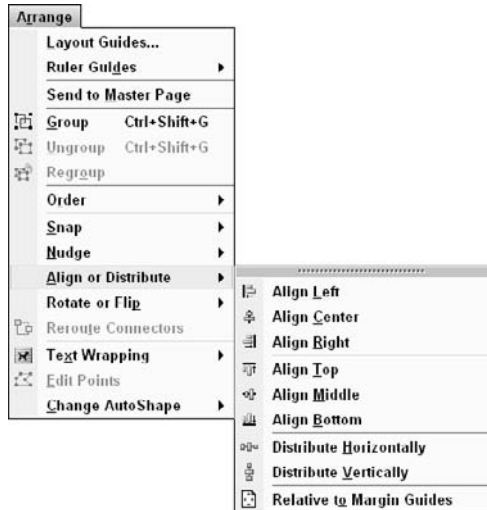 Arrange
Layout Guides...
Ruler Guides
Send to Master Page
Group Ctrl+Shift+G
Ungroup Ctrl+Shift+G
Regroup
Order
Snap
Nudge
Align or Distribute
Rotate or Flip
Reroute Connectors
Text Wrapping
Edit Points
Change AutoShape
Align Left
Align Center
Align Right
Align Top
Align Middle
Align Bottom
Distribute Horizontally
Distribute Vertically
Relative to Margin Guides